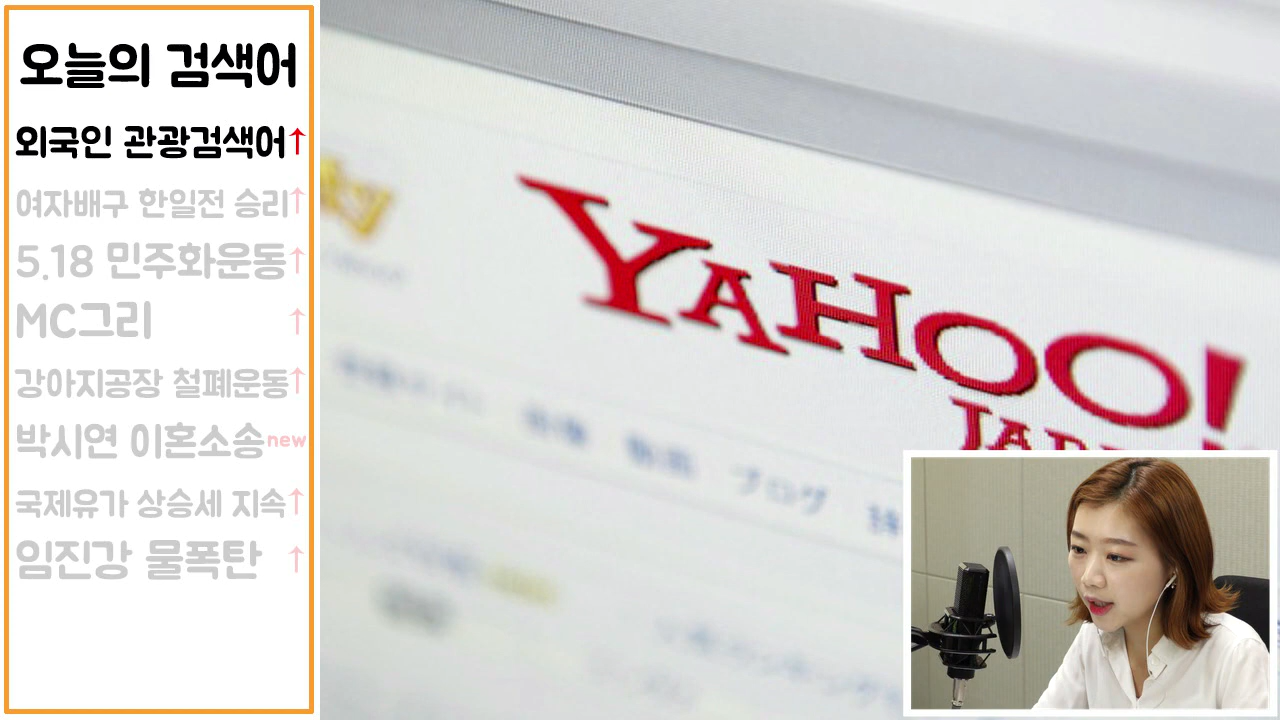 오늘의 검색어
외국인 관광검색어↑
여자배구 한일전 승리↑
5.18 민주화운동↑
MC그리 ↑
강아지공장 철폐운동↑
박시연 이혼소송new
국제유가 상승세 지속↑
임진강 물폭탄 ↑
YAHOO!
ブログ